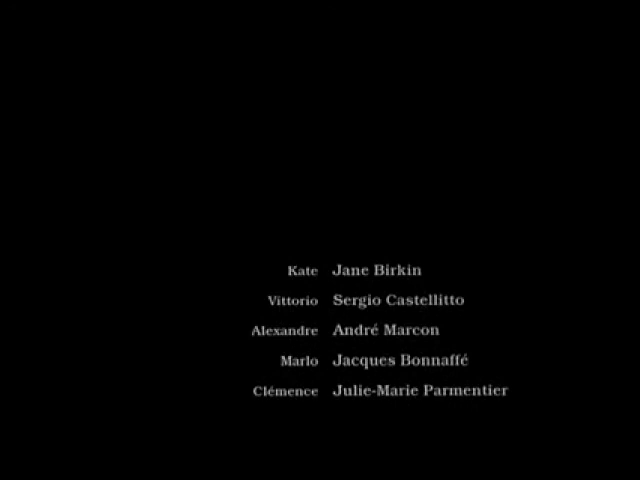 Kate Jane Birkin
Vittorio Sergio Castellitto
Alexandre André Marcon
Marlo Jacques Bonnaffé
Clémence Julie-Marie Parmentier